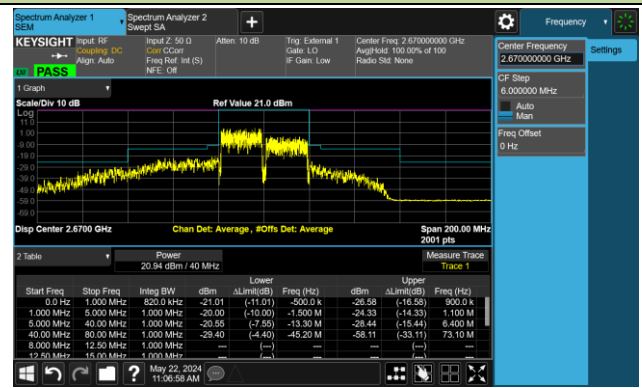 Spectrum Analyzer 1
SEM
Spectrum Analyzer 2
Swept SA
Frequency
KEYSIGHT
Input: RF
Coupling: DC
Align: Auto
Input Z: 50 Ω
Corr CCorr
Freq Ref: Int (S)
NFE: Off
Atten: 10 dB
Trig: External 1
Gate: LO
IF Gain: Low
Center Freq: 2.670000000 GHz
Avg|Hold: 100.00% of 100
Radio Std: None
PASS
Center Frequency
2.670000000 GHz
Settings
CF Step
6.000000 MHz
Auto
Man
Freq Offset
0 Hz
1 Graph
Scale/Div 10 dB
Ref Value 21.0 dBm
Log
11.0
1.00
-9.00
-19.0
-29.0
-39.0
-49.0
-59.0
-69.0
Disp Center 2.6700 GHz
Chan Det: Average , #Offs Det: Average
Span 200.00 MHz
2001 pts
2 Table
Power
20.94 dBm / 40 MHz
Measure Trace
Trace 1
Lower Upper
Start Freq Stop Freq Integ BW dBm ΔLimit(dB) Freq (Hz) dBm ΔLimit(dB) Freq (Hz)
0.0 Hz 1.000 MHz 820.0 kHz -21.01 (-11.01) -500.0 k -26.58 (-16.58) 900.0 k
1.000 MHz 5.000 MHz 1.000 MHz -20.00 (-10.00) -1.500 M -24.33 (-14.33) 1.100 M
5.000 MHz 40.00 MHz 1.000 MHz -20.55 (-7.55) -13.30 M -28.44 (-15.44) 6.400 M
40.00 MHz 80.00 MHz 1.000 MHz -29.40 (-4.40) -45.20 M -58.11 (-33.11) 73.10 M
8.000 MHz 12.50 MHz 1.000 MHz --- (---) --- (---)
12.50 MHz 15.00 MHz 1.000 MHz --- (---) --- (---)
May 22, 2024
11:06:58 AM